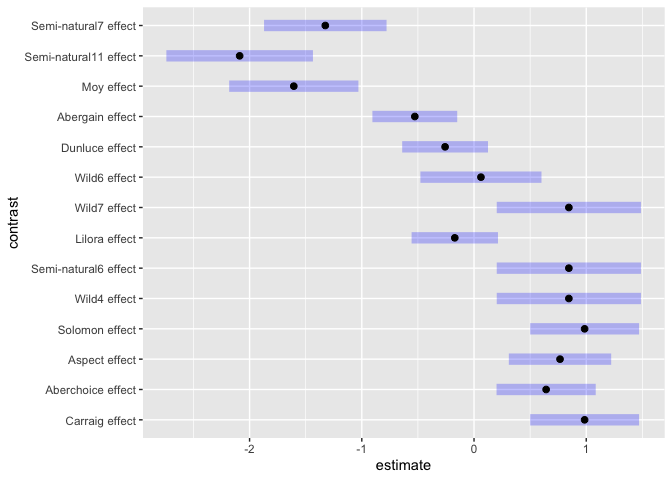 Semi-natural7 effect
Semi-natural11 effect
Moy effect
Abergain effect
Dunluce effect
Wild6 effect
Wild7 effect
Lilora effect
Semi-natural6 effect
Wild4 effect
Solomon effect
Aspect effect
Aberchoice effect
Carraig effect
contrast
-2 -1 0 1
estimate